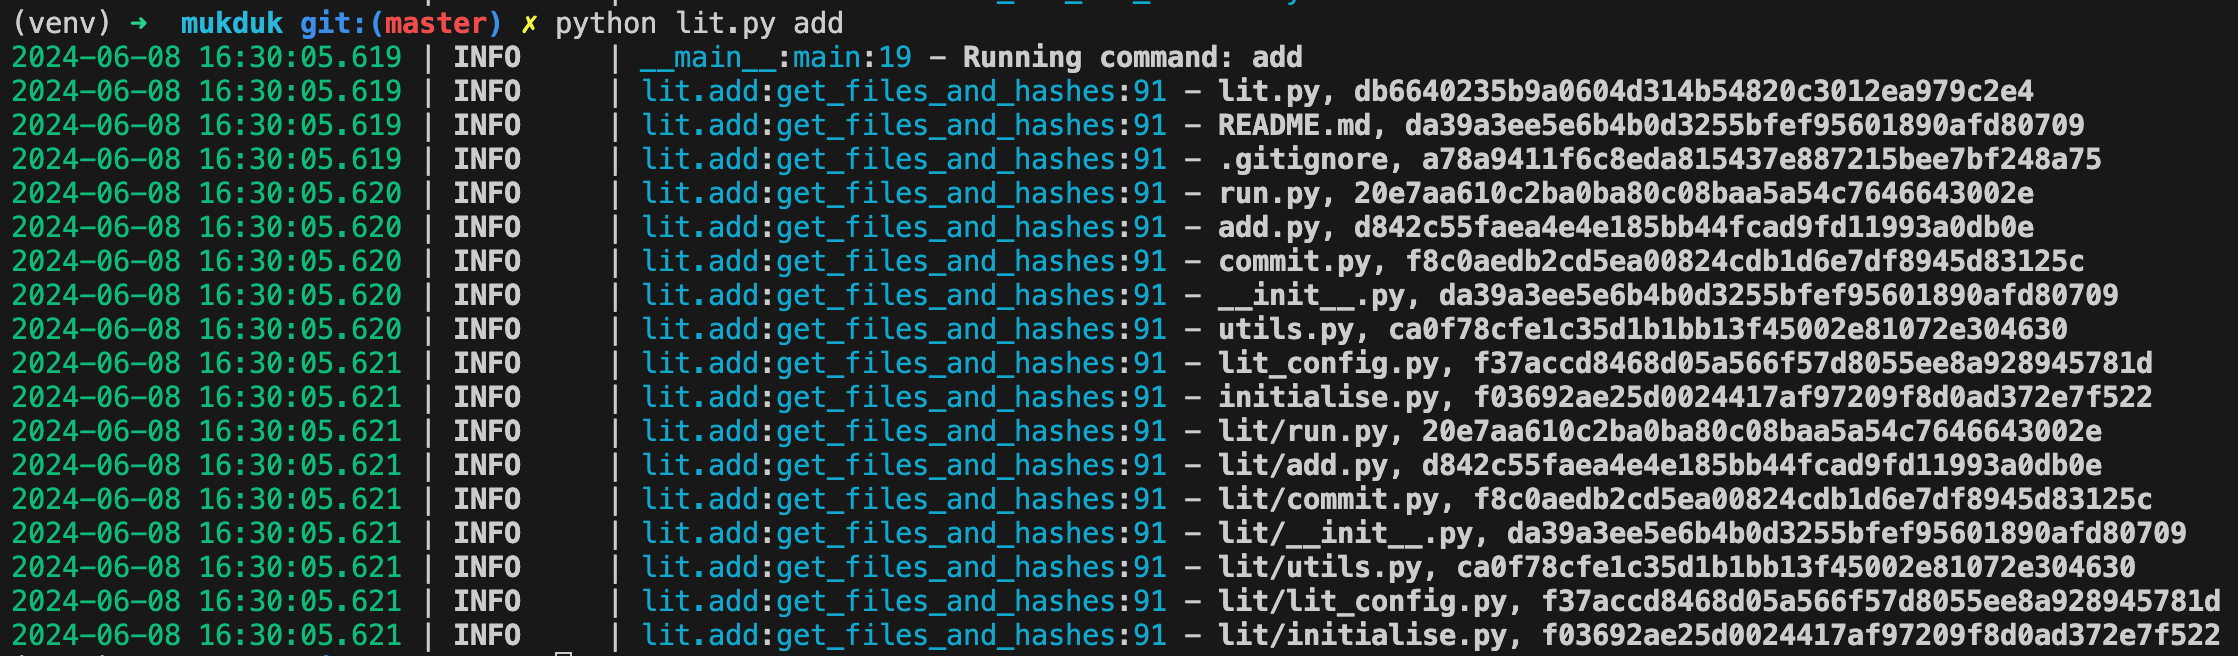 (venv) ➜ mukduk git:(master) ✗ python lit.py add
2024-06-08 16:30:05.619 | INFO     | __main__:main:19 - Running command: add
2024-06-08 16:30:05.619 | INFO     | lit.add:get_files_and_hashes:91 - lit.py, db6640235b9a0604d314b54820c3012ea979c2e4
2024-06-08 16:30:05.619 | INFO     | lit.add:get_files_and_hashes:91 - README.md, da39a3ee5e6b4b0d3255bfef95601890afd80709
2024-06-08 16:30:05.619 | INFO     | lit.add:get_files_and_hashes:91 - .gitignore, a78a9411f6c8eda815437e887215bee7bf248a75
2024-06-08 16:30:05.620 | INFO     | lit.add:get_files_and_hashes:91 - run.py, 20e7aa610c2ba0ba80c08baa5a54c7646643002e
2024-06-08 16:30:05.620 | INFO     | lit.add:get_files_and_hashes:91 - add.py, d842c55faea4e4e185bb44fcad9fd11993a0db0e
2024-06-08 16:30:05.620 | INFO     | lit.add:get_files_and_hashes:91 - commit.py, f8c0aedb2cd5ea00824cdb1d6e7df8945d83125c
2024-06-08 16:30:05.620 | INFO     | lit.add:get_files_and_hashes:91 - __init__.py, da39a3ee5e6b4b0d3255bfef95601890afd80709
2024-06-08 16:30:05.620 | INFO     | lit.add:get_files_and_hashes:91 - utils.py, ca0f78cfe1c35d1b1bb13f45002e81072e304630
2024-06-08 16:30:05.621 | INFO     | lit.add:get_files_and_hashes:91 - lit_config.py, f37accd8468d05a566f57d8055ee8a928945781d
2024-06-08 16:30:05.621 | INFO     | lit.add:get_files_and_hashes:91 - initialise.py, f03692ae25d0024417af97209f8d0ad372e7f522
2024-06-08 16:30:05.621 | INFO     | lit.add:get_files_and_hashes:91 - lit/run.py, 20e7aa610c2ba0ba80c08baa5a54c7646643002e
2024-06-08 16:30:05.621 | INFO     | lit.add:get_files_and_hashes:91 - lit/add.py, d842c55faea4e4e185bb44fcad9fd11993a0db0e
2024-06-08 16:30:05.621 | INFO     | lit.add:get_files_and_hashes:91 - lit/commit.py, f8c0aedb2cd5ea00824cdb1d6e7df8945d83125c
2024-06-08 16:30:05.621 | INFO     | lit.add:get_files_and_hashes:91 - lit/__init__.py, da39a3ee5e6b4b0d3255bfef95601890afd80709
2024-06-08 16:30:05.621 | INFO     | lit.add:get_files_and_hashes:91 - lit/utils.py, ca0f78cfe1c35d1b1bb13f45002e81072e304630
2024-06-08 16:30:05.621 | INFO     | lit.add:get_files_and_hashes:91 - lit/lit_config.py, f37accd8468d05a566f57d8055ee8a928945781d
2024-06-08 16:30:05.621 | INFO     | lit.add:get_files_and_hashes:91 - lit/initialise.py, f03692ae25d0024417af97209f8d0ad372e7f522